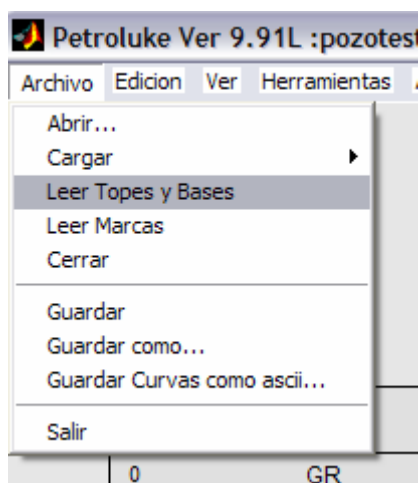 Petroluke Ver 9.91L :pozotest
Archivo Edicion Ver Herramientas
Abrir...
Cargar
Leer Topes y Bases
Leer Marcas
Cerrar
Guardar
Guardar como...
Guardar Curvas como ascii...
Salir
0 GR